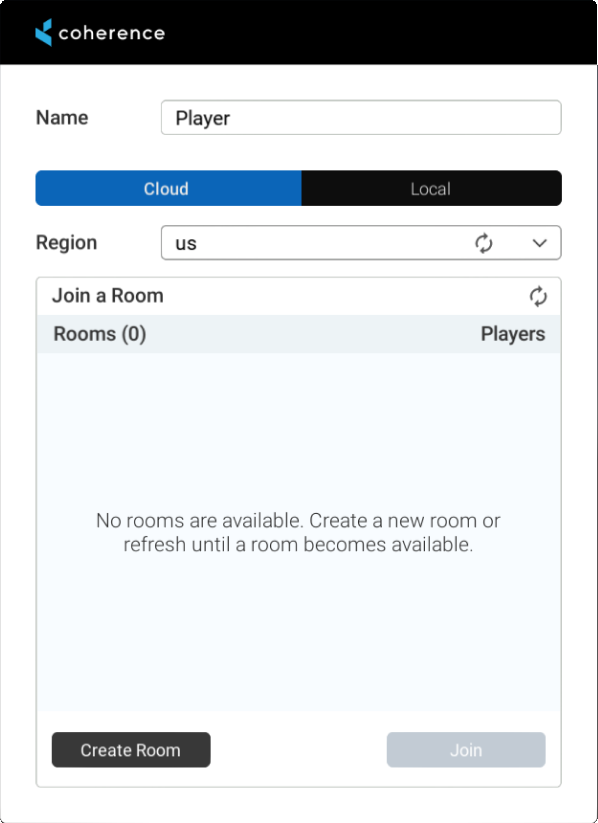 coherence
Name
Player
Cloud
Local
Region
us
Join a Room
Rooms (0)
Players
No rooms are available. Create a new room or
refresh until a room becomes available.
Create Room
Join